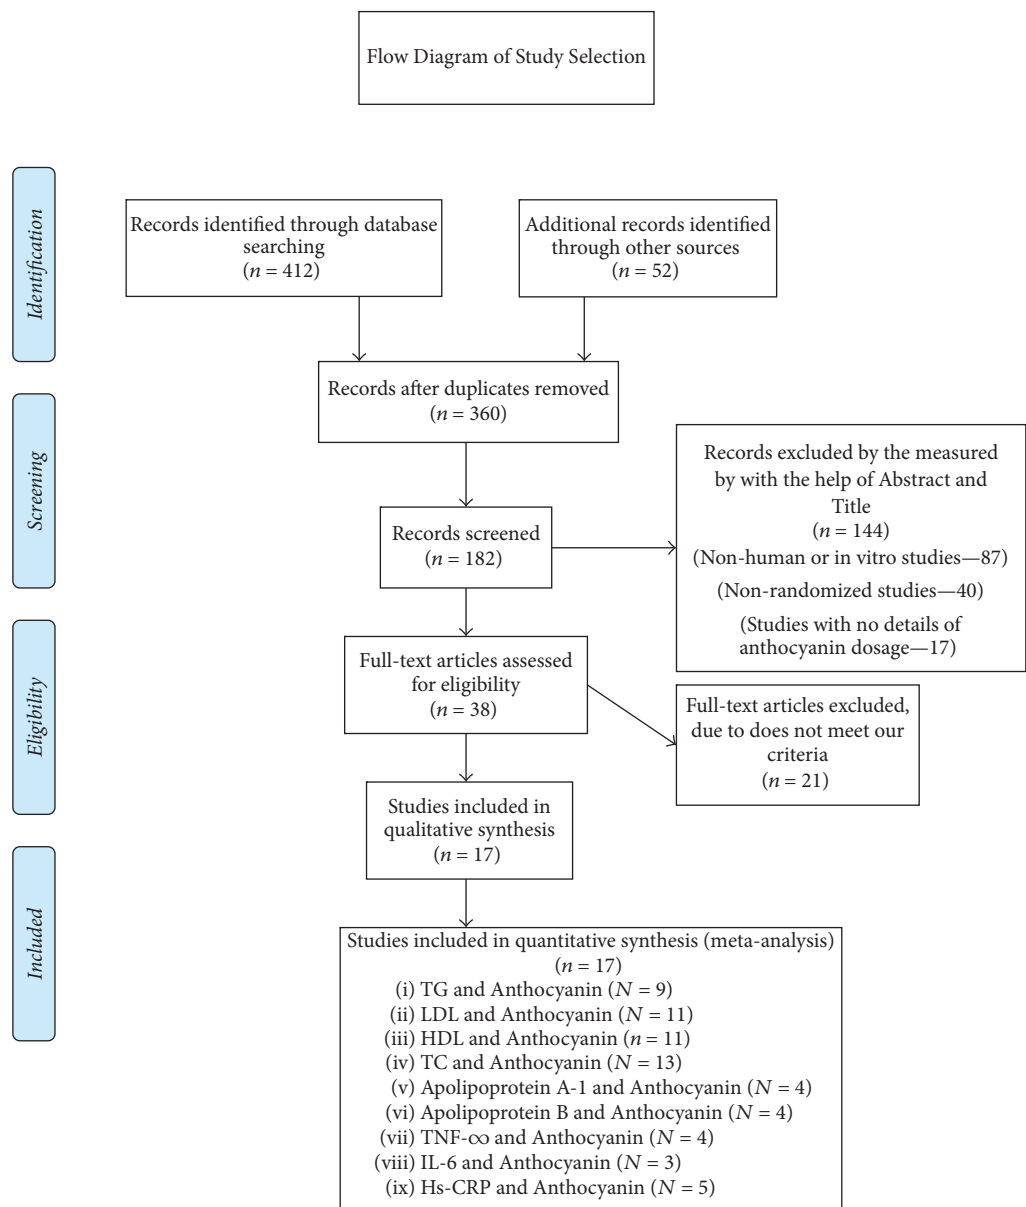 Flow Diagram of Study Selection
Identification
Records identified through database
searching
(n = 412)
Additional records identified
through other sources
(n = 52)
Records after duplicates removed
(n = 360)
Screening
Records screened
(n = 182)
Records excluded by the measured
by with the help of Abstract and
Title
(n = 144)
(Non-human or in vitro studies—87)
(Non-randomized studies—40)
(Studies with no details of
anthocyanin dosage—17)
Eligibility
Full-text articles assessed
for eligibility
(n = 38)
Full-text articles excluded,
due to does not meet our
criteria
(n = 21)
Studies included in
qualitative synthesis
(n = 17)
Included
Studies included in quantitative synthesis (meta-analysis)
(n = 17)
(i) TG and Anthocyanin (N = 9)
(ii) LDL and Anthocyanin (N = 11)
(iii) HDL and Anthocyanin (n = 11)
(iv) TC and Anthocyanin (N = 13)
(v) Apolipoprotein A-1 and Anthocyanin (N = 4)
(vi) Apolipoprotein B and Anthocyanin (N = 4)
(vii) TNF-∞ and Anthocyanin (N = 4)
(viii) IL-6 and Anthocyanin (N = 3)
(ix) Hs-CRP and Anthocyanin (N = 5)